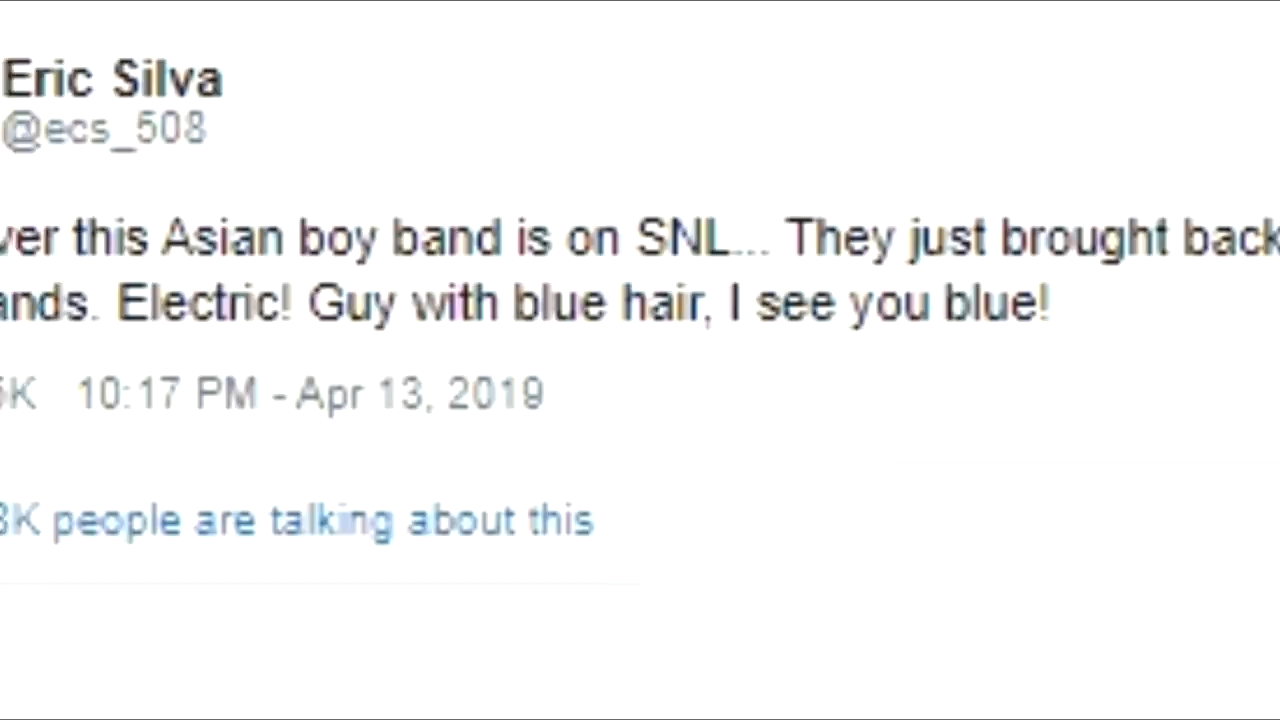 Eric Silva
@ecs_508
ver this Asian boy band is on SNL... They just brought back
ands. Electric! Guy with blue hair, I see you blue!
K 10:17 PM - Apr 13, 2019
8K people are talking about this